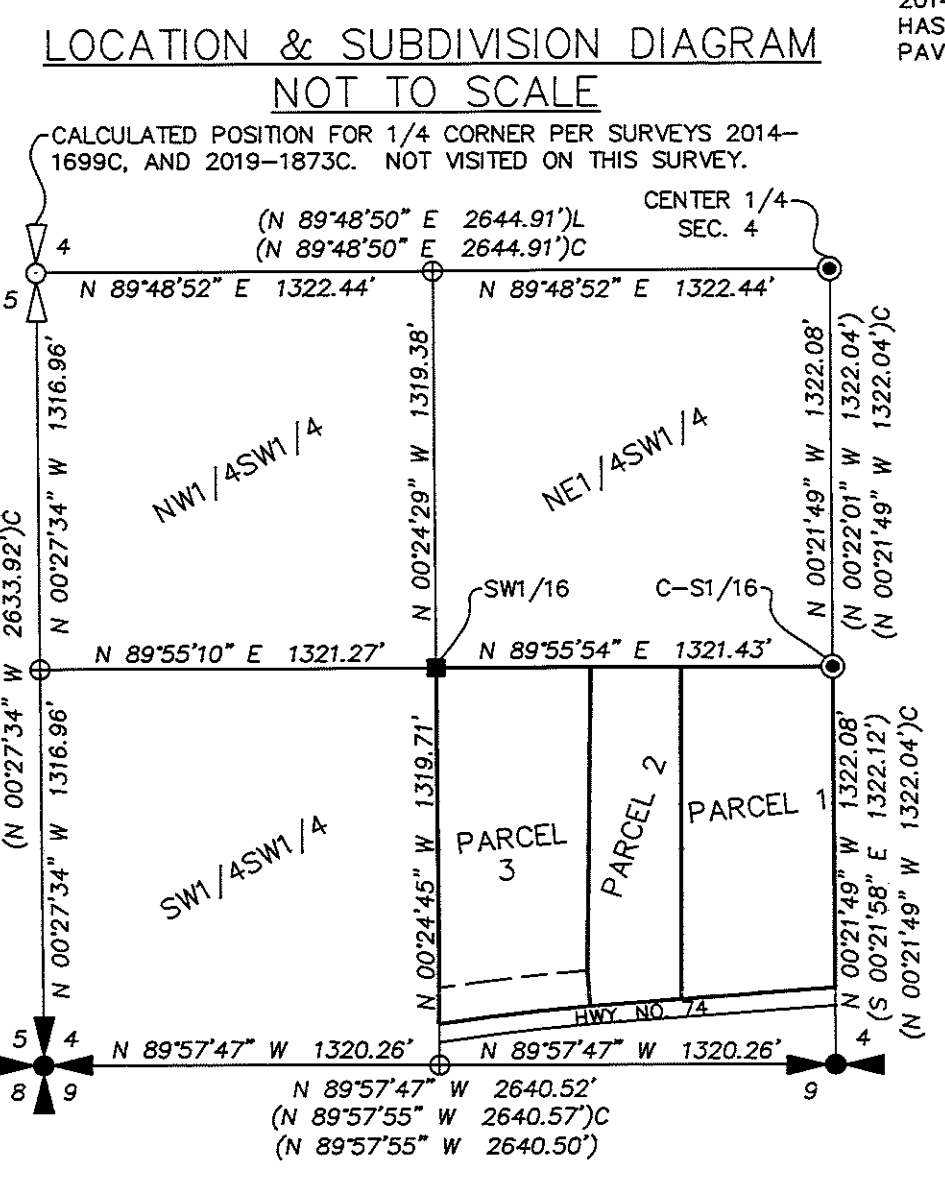 201
HAS
PAV
LOCATION & SUBDIVISION DIAGRAM
NOT TO SCALE
CALCULATED POSITION FOR 1/4 CORNER PER SURVEYS 2014-
1699C, AND 2019-1873C. NOT VISITED ON THIS SURVEY.
CENTER 1/4
SEC. 4
(N 89°48'50" E 2644.91')L
(N 89°48'50" E 2644.91')C
4
5
N 89°48'52" E 1322.44'
N 89°48'52" E 1322.44'
N 00°27'34" W 1316.96'
N 00°24'29" W 1319.38'
N 00°21'49" W 1322.08'
(N 00°22'01" W 1322.04')
(N 00°21'49" W 1322.04')C
NW1/4SW1/4
NE1/4SW1/4
(N 00°27'34" W 2633.92')C
SW1/16
C-S1/16
N 89°55'10" E 1321.27'
N 89°55'54" E 1321.43'
N 00°27'34" W 1316.96'
SW1/4SW1/4
N 00°24'45" W 1319.71'
PARCEL
3
PARCEL 2
PARCEL 1
N 00°21'49" W 1322.08'
(S 00°21'58" E 1322.12')
(N 00°21'49" W 1322.04')C
HWY. NO. 74
5 4
8 9
N 89°57'47" W 1320.26'
N 89°57'47" W 1320.26'
4
9
N 89°57'47" W 2640.52'
(N 89°57'55" W 2640.57')C
(N 89°57'55" W 2640.50')